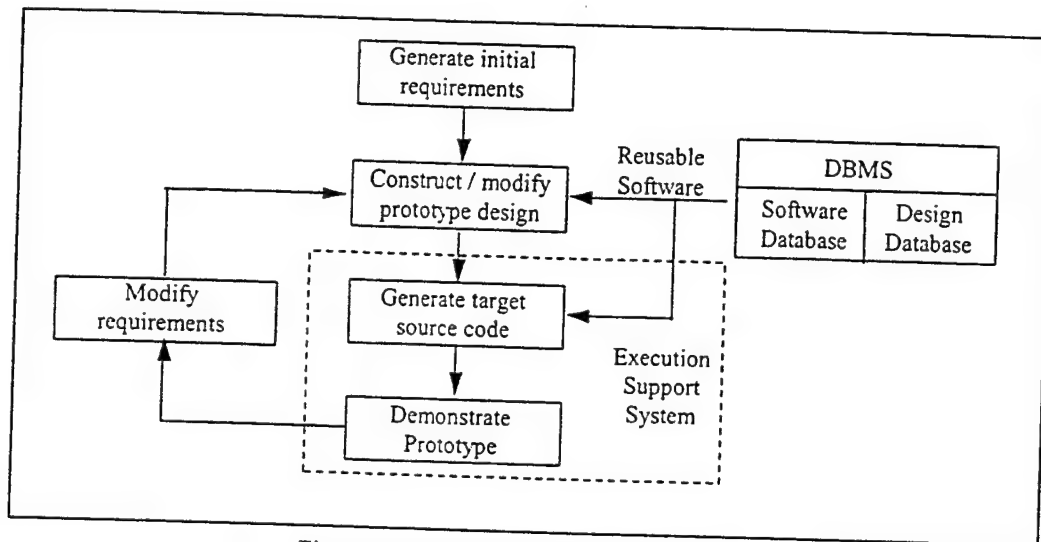 Generate initial
requirements
Reusable
Software
DBMS
Construct / modify
prototype design
Software
Database
Design
Database
Modify
requirements
Generate target
source code
Execution
Support
System
Demonstrate
Prototype